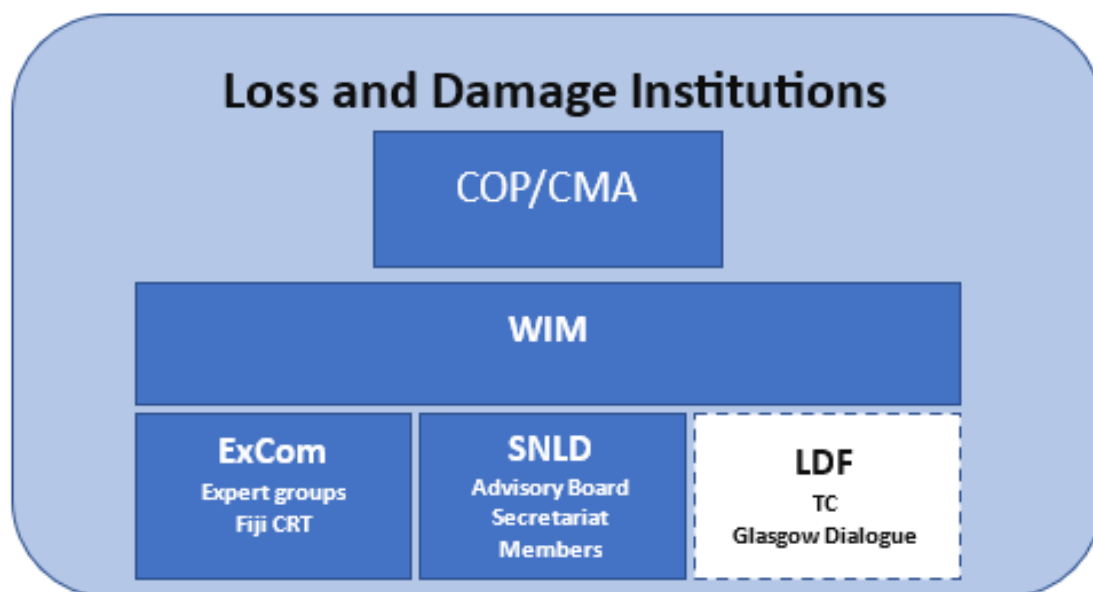 Loss and Damage Institutions
COP/CMA
WIM
ExCom
Expert groups
Fiji CRT
SNLD
Advisory Board
Secretariat
Members
LDF
TC
Glasgow Dialogue